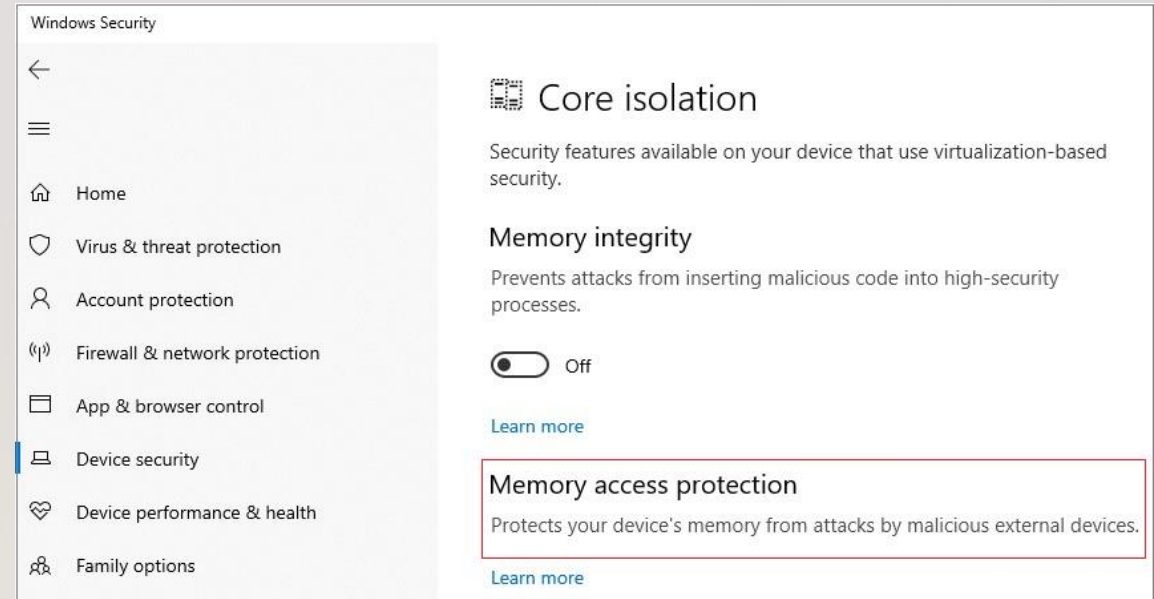 Windows Security
Home
Virus & threat protection
Account protection
Firewall & network protection
App & browser control
Device security
Device performance & health
Family options
Core isolation
Security features available on your device that use virtualization-based
security.
Memory integrity
Prevents attacks from inserting malicious code into high-security
processes.
Off
Learn more
Memory access protection
Protects your device's memory from attacks by malicious external devices.
Learn more